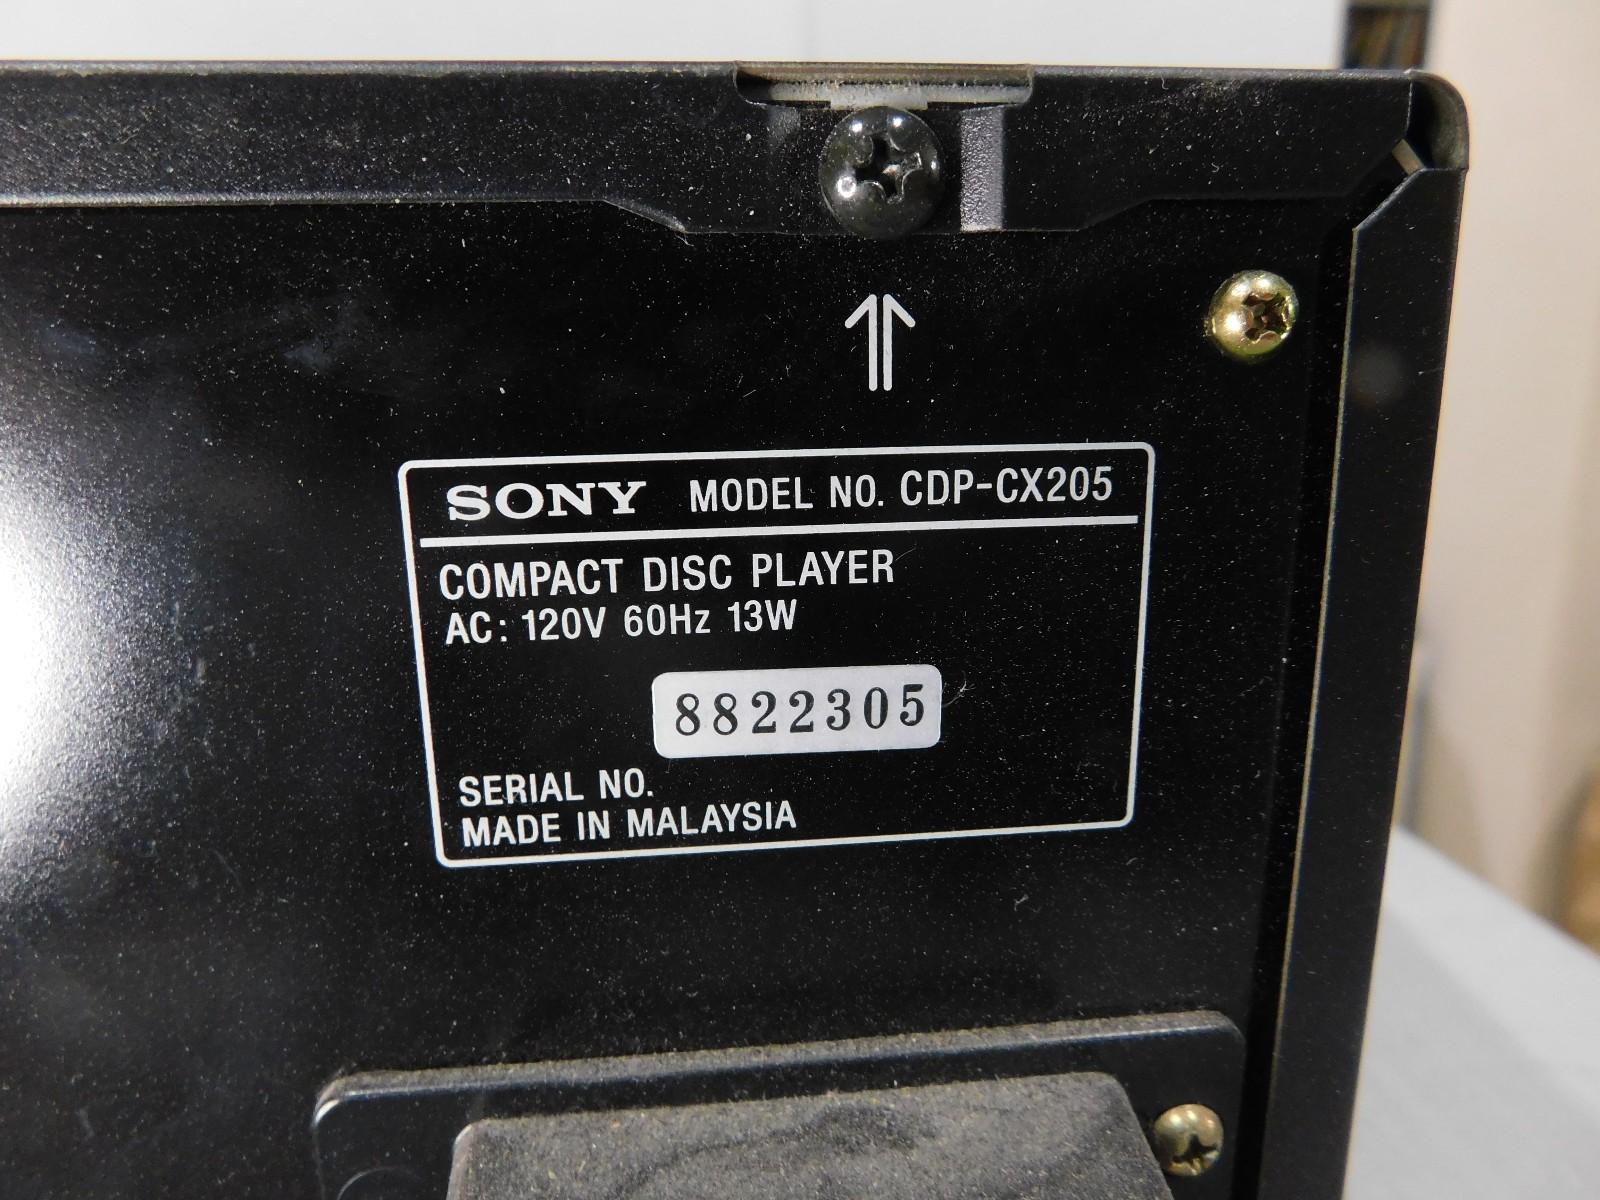 SONY MODEL NO. CDP-CX205
COMPACT DISC PLAYER
AC: 120V 60Hz 13W
8822305
SERIAL NO.
MADE IN MALAYSIA